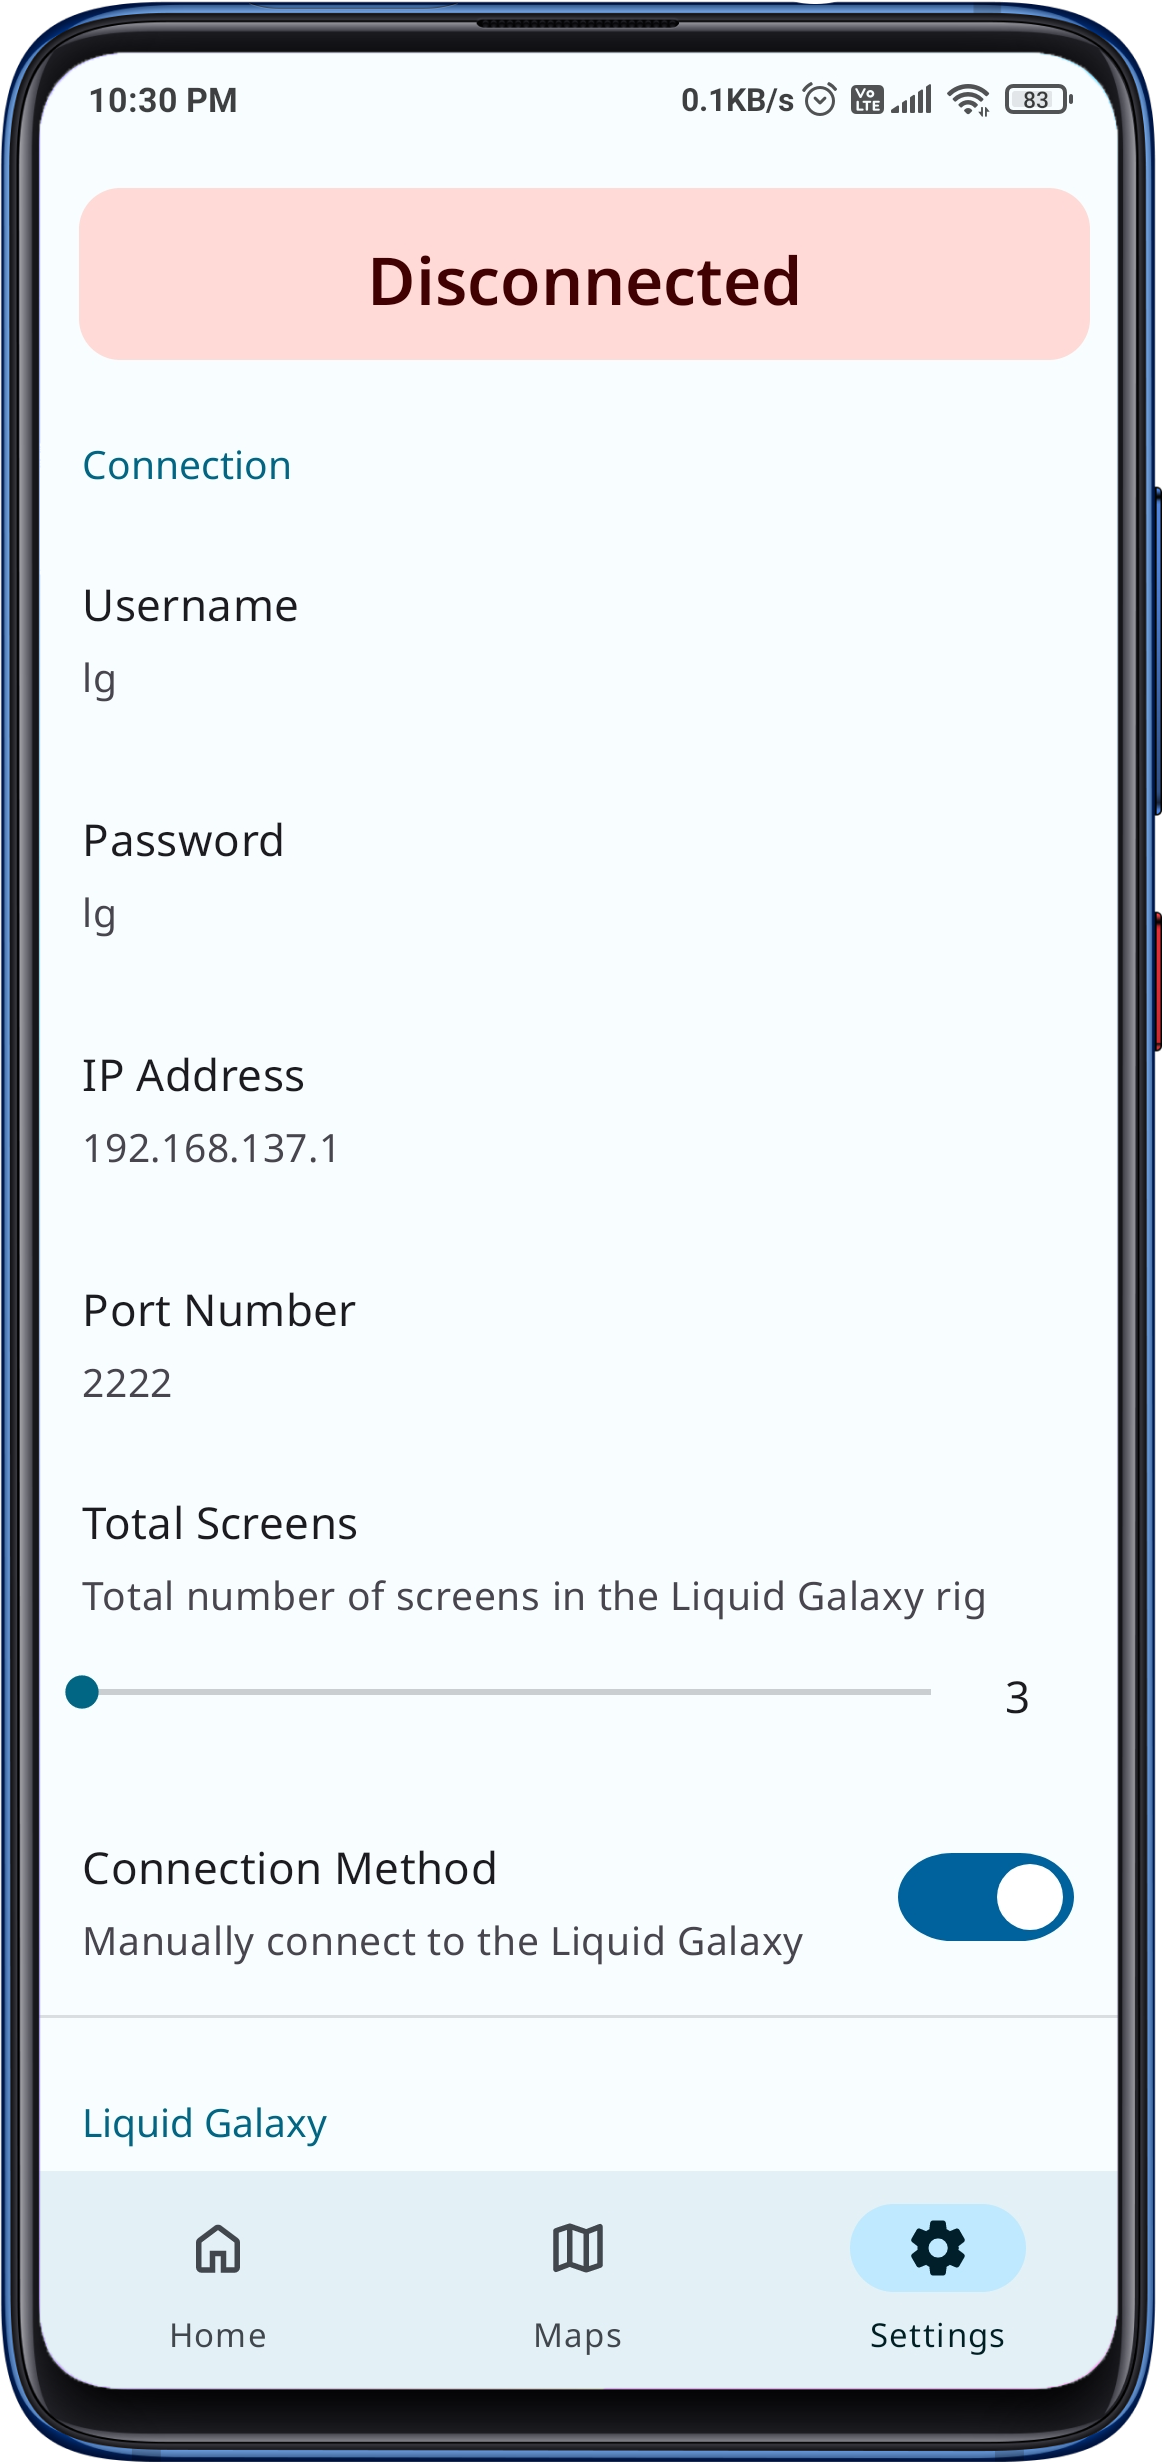 10:30 PM 0.1KB/s Vo LTE 83
Disconnected
Connection
Username
lg
Password
lg
IP Address
192.168.137.1
Port Number
2222
Total Screens
Total number of screens in the Liquid Galaxy rig
3
Connection Method
Manually connect to the Liquid Galaxy
Liquid Galaxy
Home Maps Settings